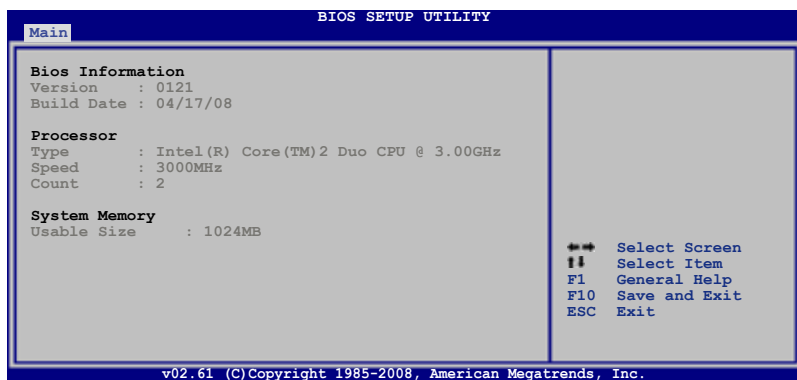 BIOS SETUP UTILITY
Main
Bios Information
Version : 0121
Build Date : 04/17/08
Processor
Type : Intel(R) Core(TM)2 Duo CPU @ 3.00GHz
Speed : 3000MHz
Count : 2
System Memory
Usable Size : 1024MB
Select Screen
Select Item
F1 General Help
F10 Save and Exit
ESC Exit
v02.61 (C)Copyright 1985-2008, American Megatrends, Inc.